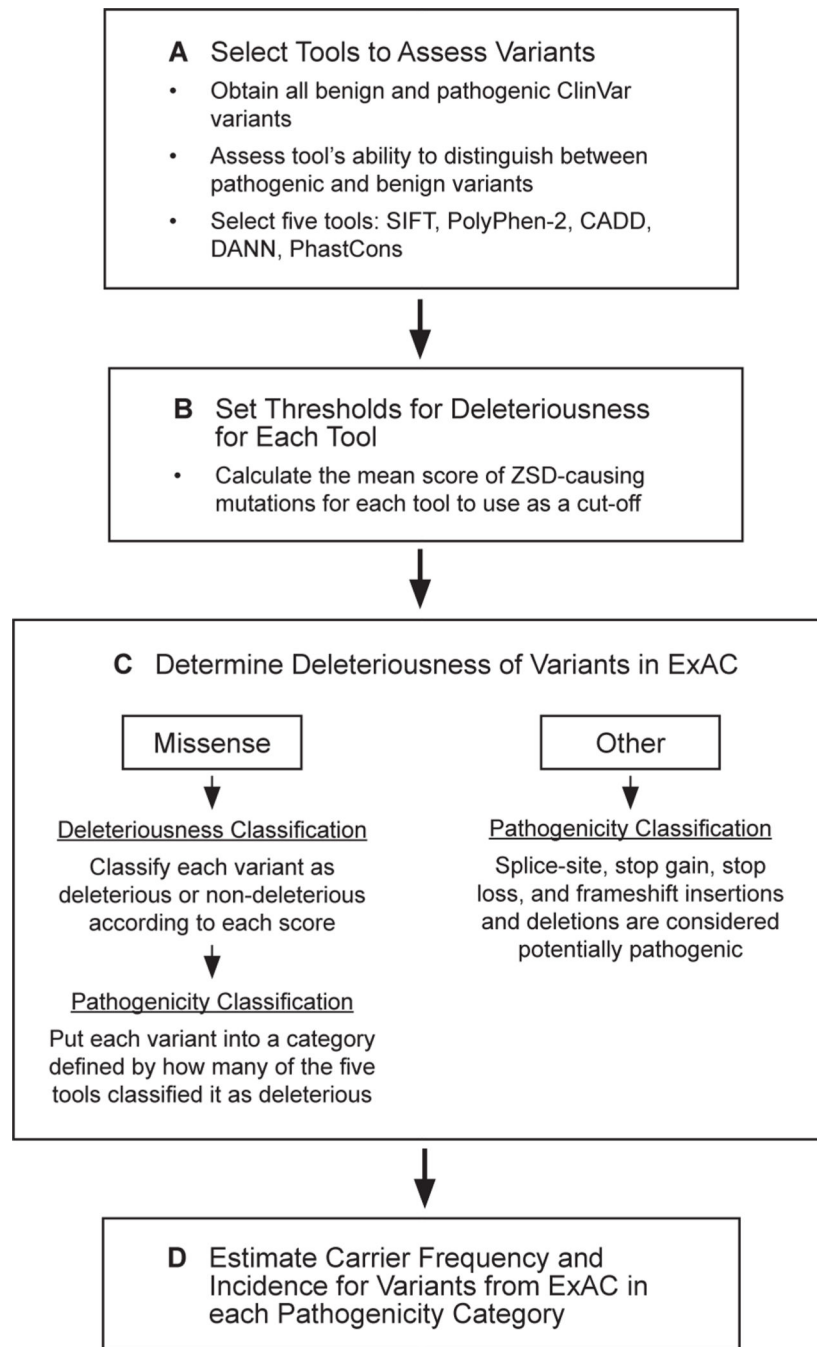 A Select Tools to Assess Variants
• Obtain all benign and pathogenic ClinVar
variants
• Assess tool's ability to distinguish between
pathogenic and benign variants
• Select five tools: SIFT, PolyPhen-2, CADD,
DANN, PhastCons
B Set Thresholds for Deleteriousness
for Each Tool
• Calculate the mean score of ZSD-causing
mutations for each tool to use as a cut-off
C Determine Deleteriousness of Variants in ExAC
Missense
Deleteriousness Classification
Classify each variant as
deleterious or non-deleterious
according to each score
Pathogenicity Classification
Put each variant into a category
defined by how many of the five
tools classified it as deleterious
Other
Pathogenicity Classification
Splice-site, stop gain, stop
loss, and frameshift insertions
and deletions are considered
potentially pathogenic
D Estimate Carrier Frequency and
Incidence for Variants from ExAC in
each Pathogenicity Category